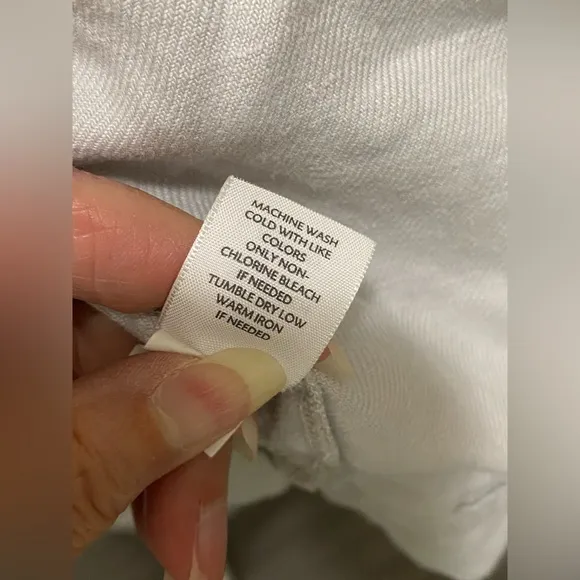 MACHINE WASH
COLD WITH LIKE
COLORS
ONLY NON-
CHLORINE BLEACH
IF NEEDED
TUMBLE DRY LOW
WARM IRON
IF NEEDED